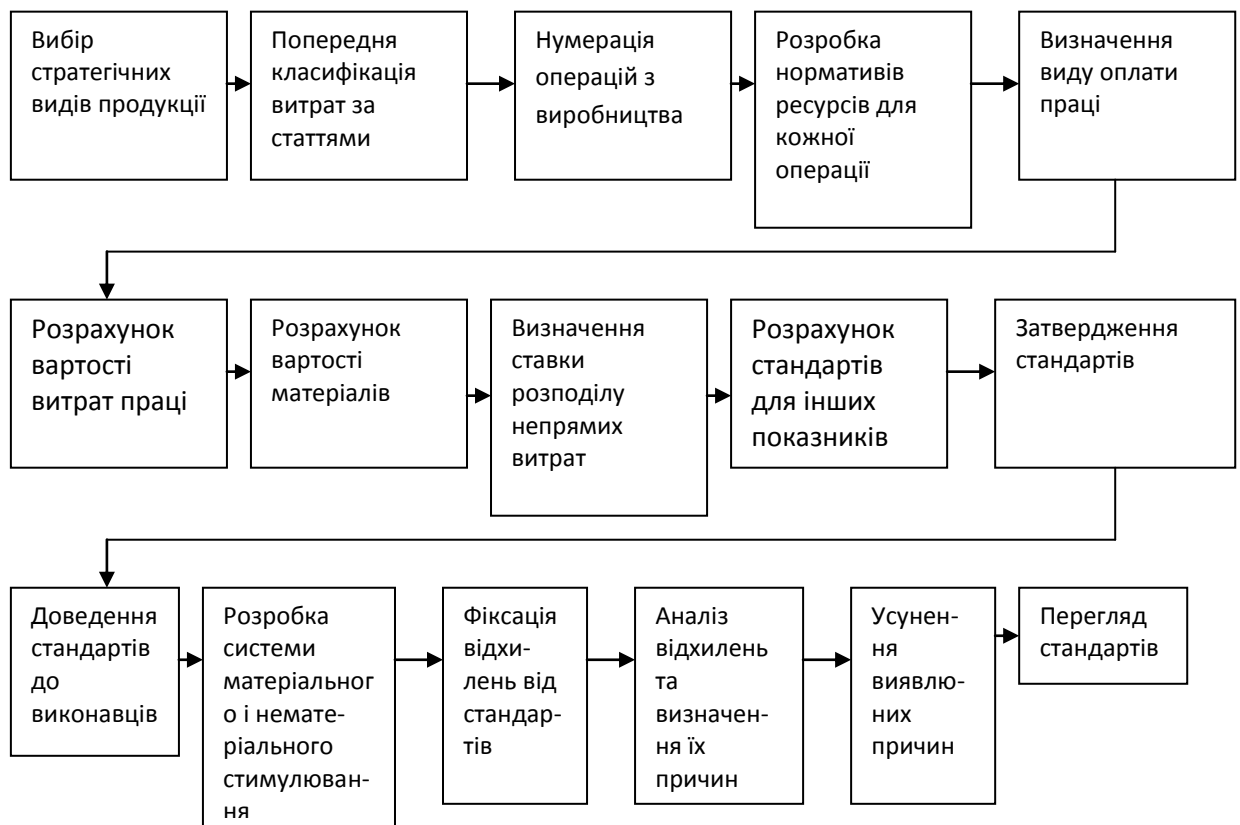 Вибір
стратегічних
видів продукції
Попередня
класифікація
витрат за
статтями
Нумерація
операцій з
виробництва
Розробка
нормативів
ресурсів для
кожної
операції
Визначення
виду оплати
праці
Розрахунок
вартості
витрат праці
Розрахунок
вартості
матеріалів
Визначення
ставки
розподілу
непрямих
витрат
Розрахунок
стандартів
для інших
показників
Затвердження
стандартів
Доведення
стандартів
до
виконавців
Розробка
системи
матеріальног
о і немате-
ріального
стимулюван-
ня
Фіксація
відхи-
лень від
стандар-
тів
Аналіз
відхилень
та
визначен-
ня їх
причин
Усунен-
ня
виявлю-
них
причин
Перегляд
стандартів